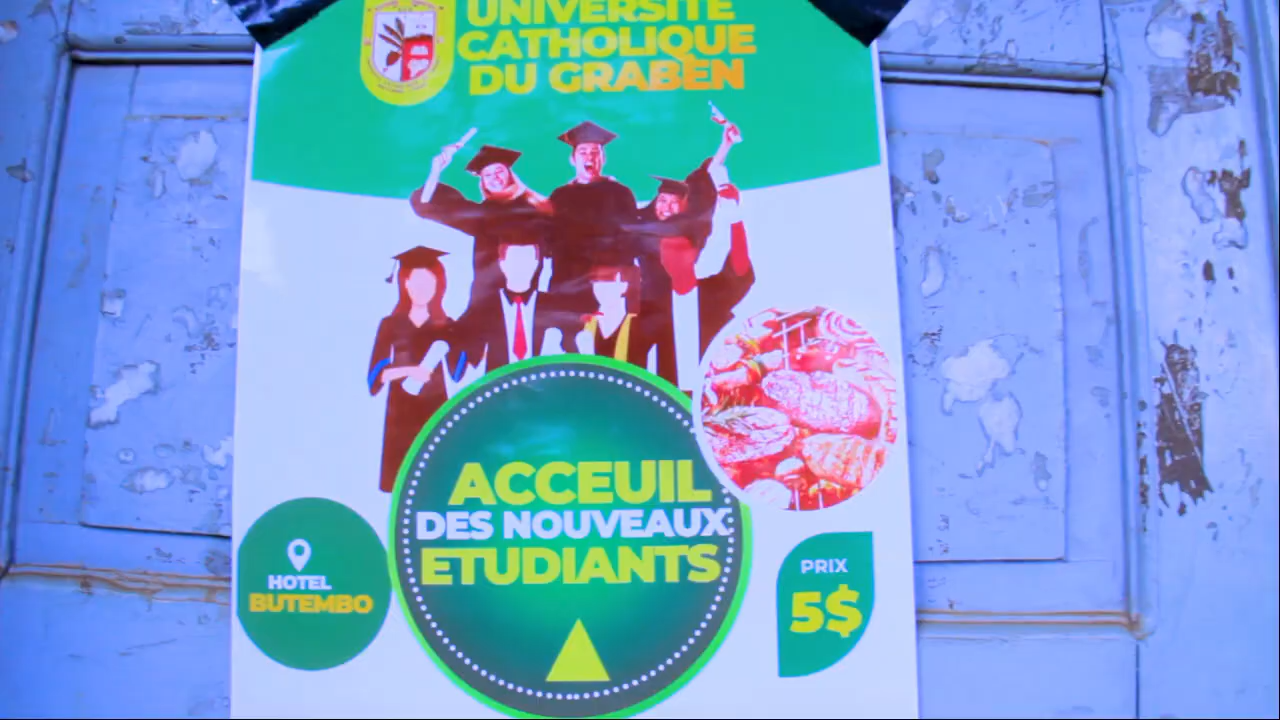 UNIVERSITE
CATHOLIQUE
DU GRABEN
ACCEUIL
DES NOUVEAUX
ETUDIANTS
HOTEL
BUTEMBO
PRIX
5$